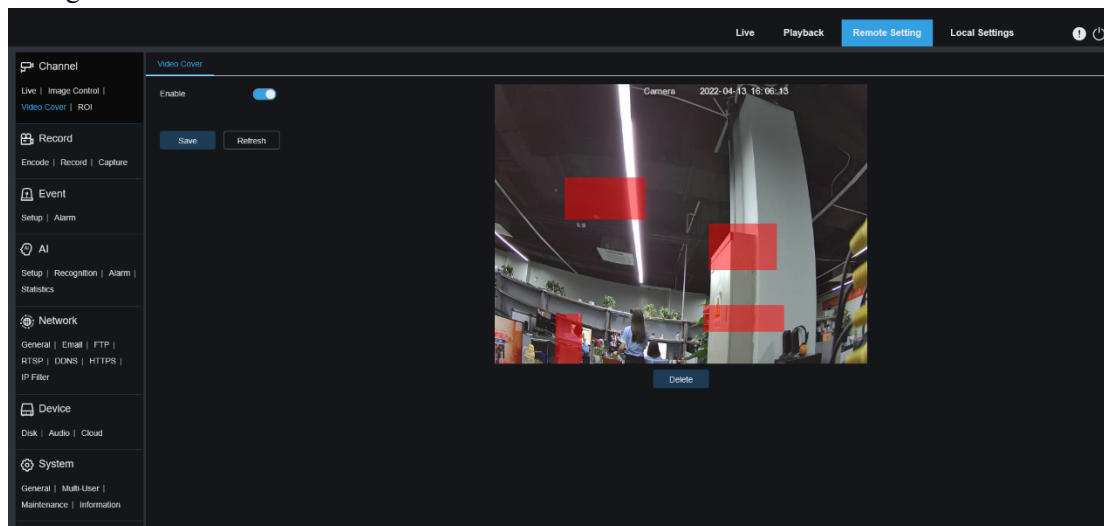 Live Playback Remote Setting Local Settings
Channel
Live | Image Control |
Video Cover | ROI
Record
Encode | Record | Capture
Event
Setup | Alarm
AI
Setup | Recognition | Alarm |
Statistics
Network
General | Email | FTP |
RTSP | DDNS | HTTPS |
IP Filter
Device
Disk | Audio | Cloud
System
General | Multi-User |
Maintenance | Information
Video Cover
Enable
Save Refresh
Camera 2022-04-13 16:06:13
Delete